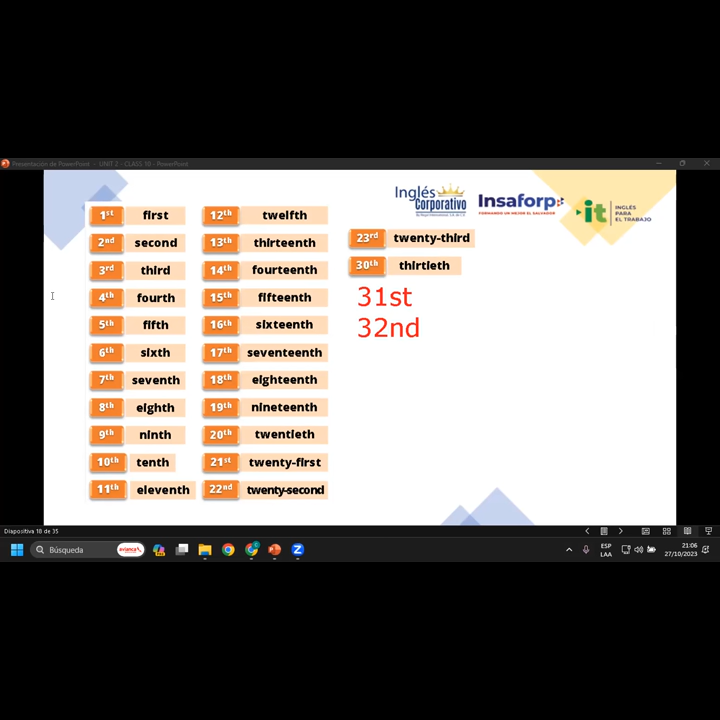 Presentación de PowerPoint - UNIT 2 - CLASS 10 - PowerPoint
Inglés
Corporativo
Insaforp
FORMANDO UN MEJOR EL SALVADOR
it
INGLÉS
PARA
EL TRABAJO
1st first
2nd second
3rd third
4th fourth
5th fifth
6th sixth
7th seventh
8th eighth
9th ninth
10th tenth
11th eleventh
12th twelfth
13th thirteenth
14th fourteenth
15th fifteenth
16th sixteenth
17th seventeenth
18th eighteenth
19th nineteenth
20th twentieth
21st twenty-first
22nd twenty-second
23rd twenty-third
30th thirtieth
31st
32nd
Diapositiva 18 de 35
Búsqueda
avianca
ESP
LAA
21:06
27/10/2023